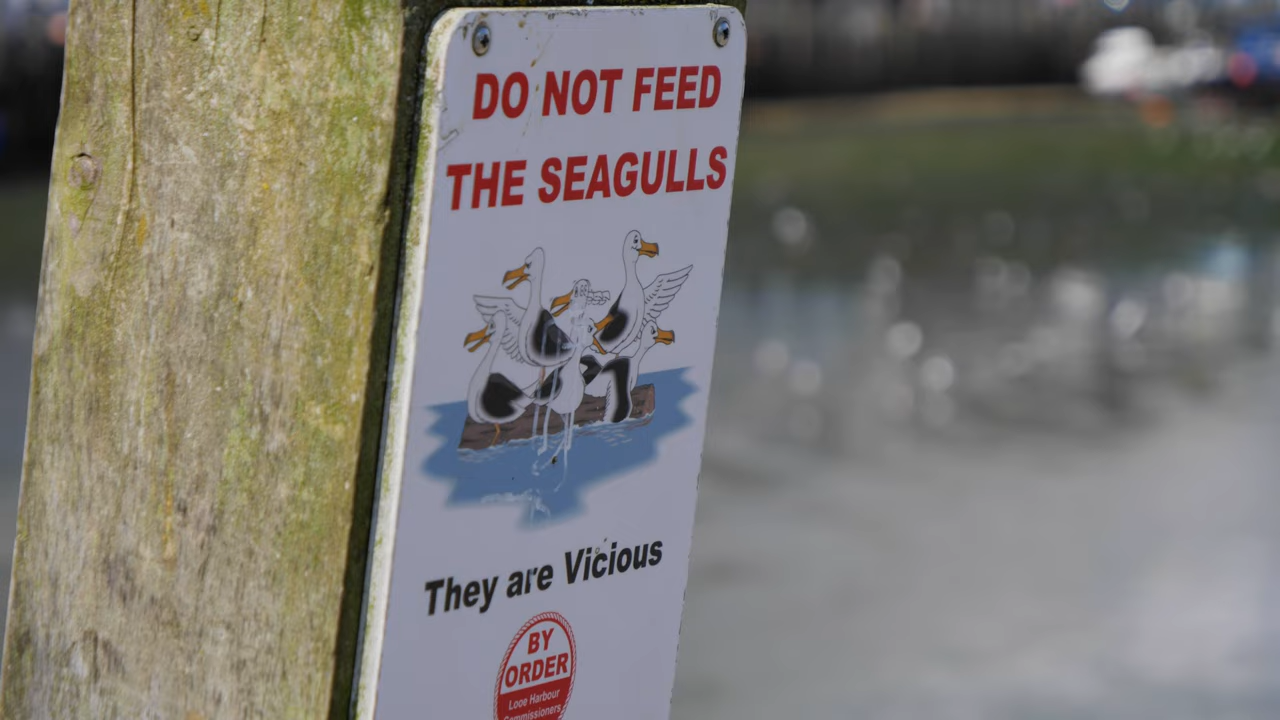 DO NOT FEED
THE SEAGULLS
They are Vicious
BY
ORDER
Looe Harbour
Commissioners